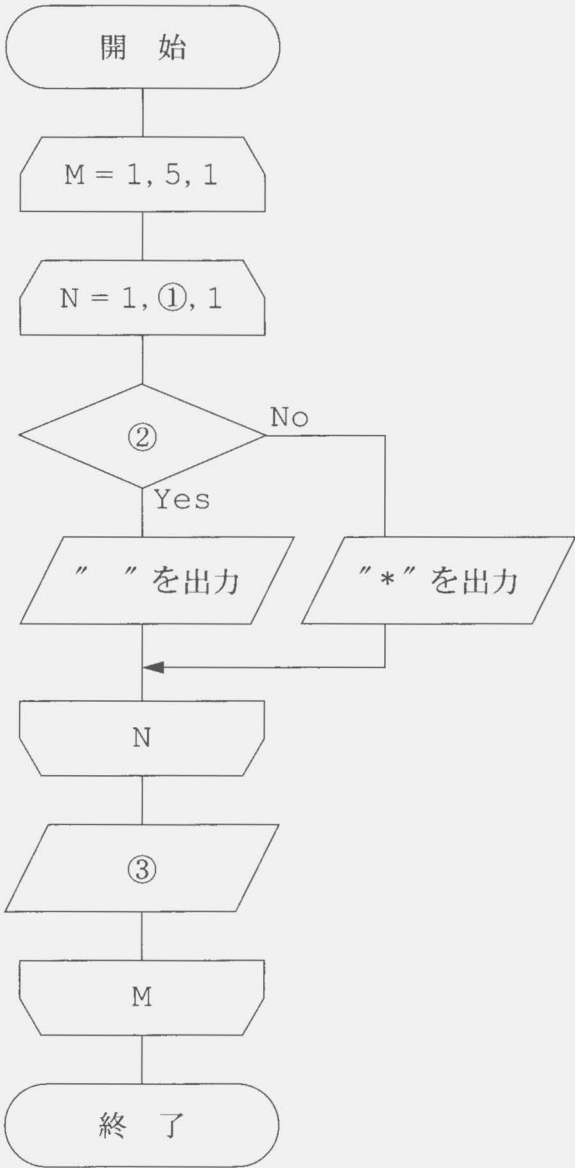 開 始
M = 1, 5, 1
N = 1, ①, 1
②
No
Yes
" " を出力
"*" を出力
N
③
M
終 了